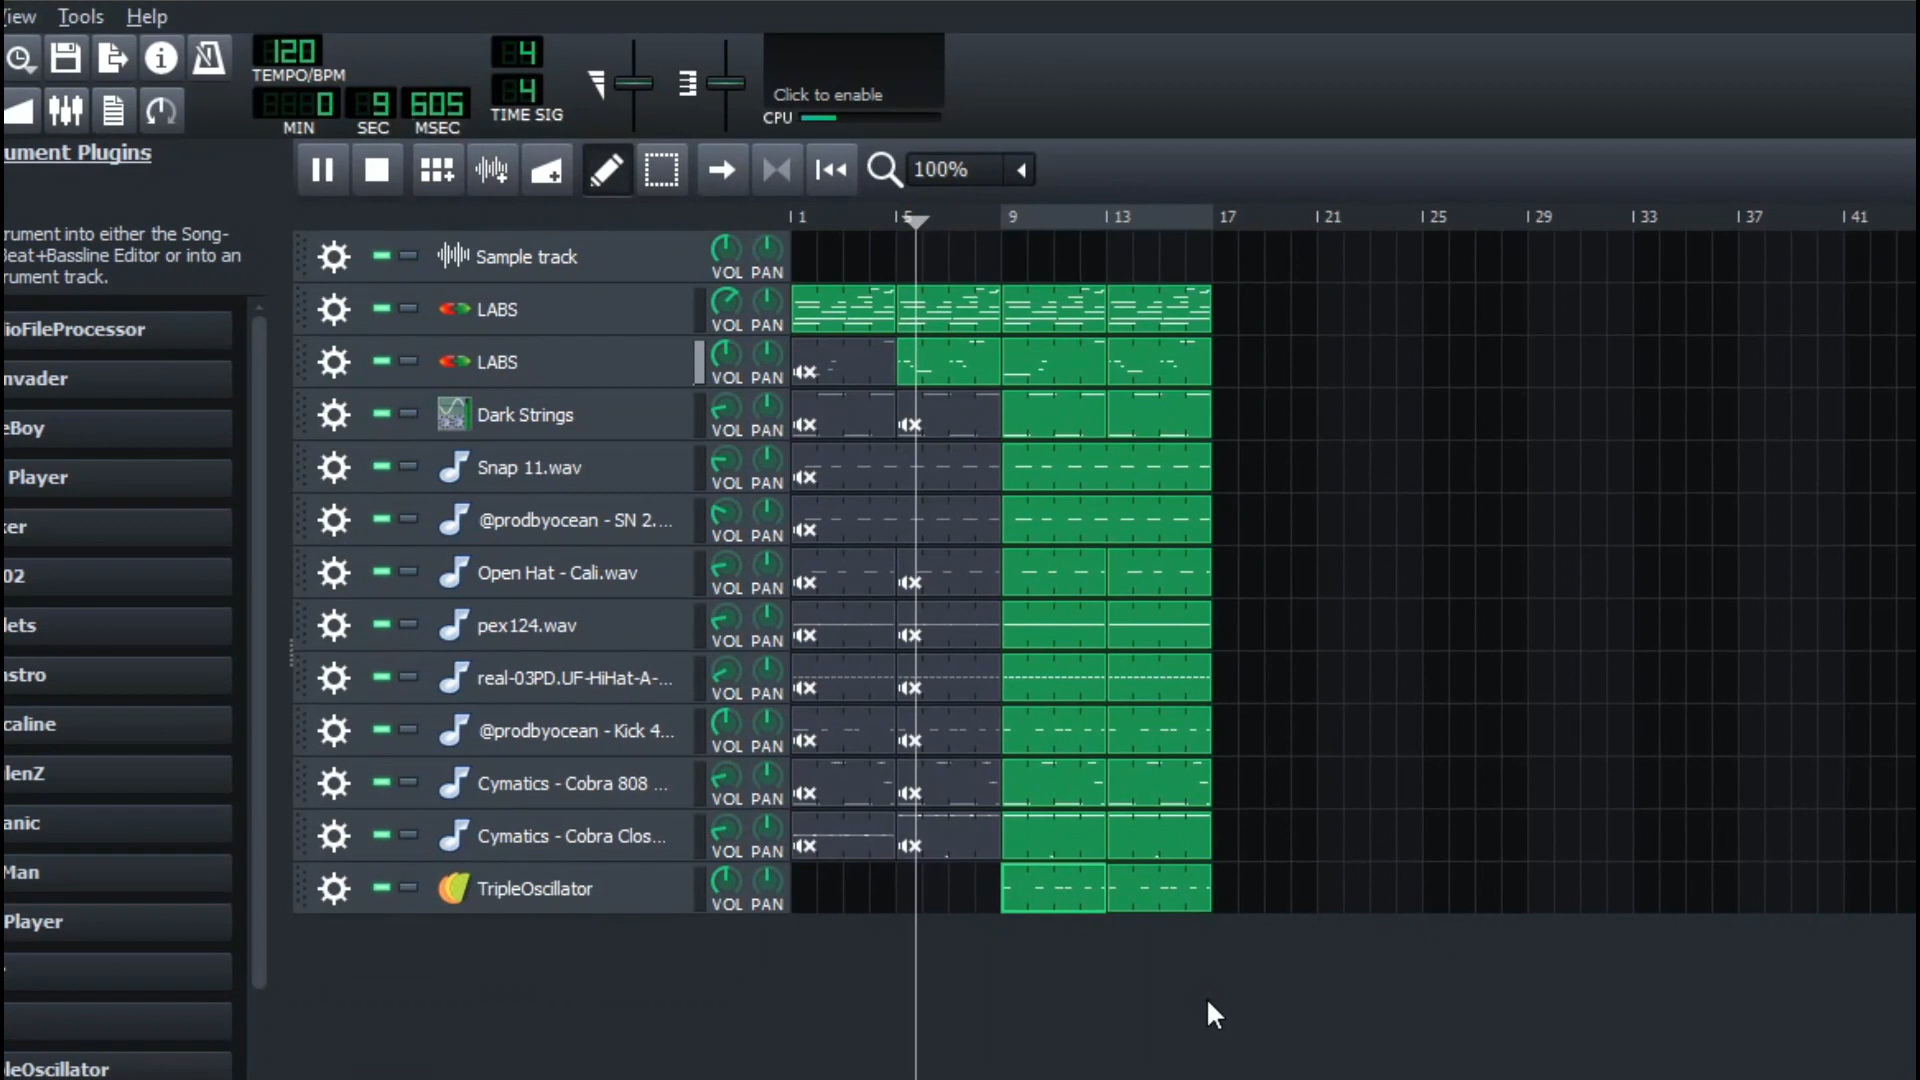 View Tools Help
120
TEMPO/BPM
4
4
TIME SIG
0 9 605
MIN SEC MSEC
Click to enable
CPU
ument Plugins
rument into either the Song-
Beat+Bassline Editor or into an
rument track.
ioFileProcessor
nvader
eBoy
Player
ter
02
lets
stro
caline
lenZ
anic
Man
Player
leOscillator
100%
1 5 9 13 17 21 25 29 33 37 41
Sample track VOL PAN
LABS VOL PAN
LABS VOL PAN
Dark Strings VOL PAN
Snap 11.wav VOL PAN
@prodbyocean - SN 2.... VOL PAN
Open Hat - Cali.wav VOL PAN
pex124.wav VOL PAN
real-03PD.UF-HiHat-A-... VOL PAN
@prodbyocean - Kick 4... VOL PAN
Cymatics - Cobra 808 ... VOL PAN
Cymatics - Cobra Clos... VOL PAN
TripleOscillator VOL PAN